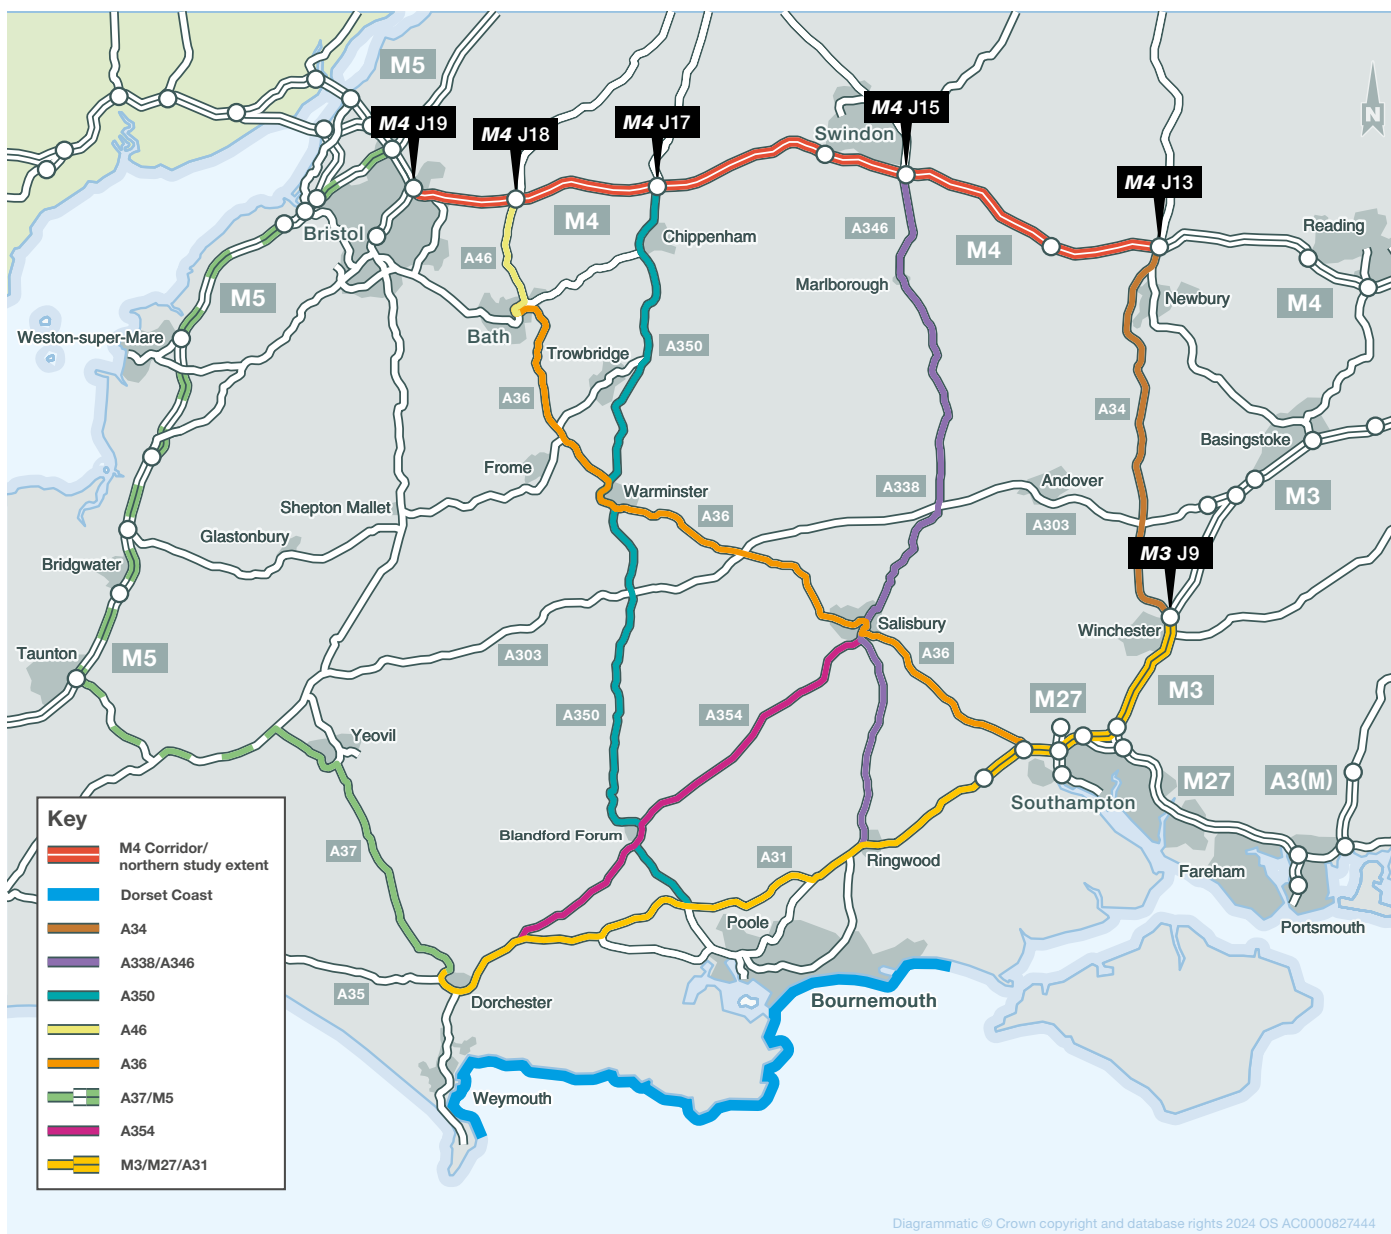 M5
M4 J19
M4 J18
M4 J17
M4 J15
Swindon
N
M4 J13
Bristol
M4
Chippenham
A346
M4
Reading
A46
M5
Marlborough
Newbury
M4
Weston-super-Mare
Bath
Trowbridge
A350
A36
A34
Basingstoke
Frome
Warminster
A338
Andover
M3
Shepton Mallet
A36
A303
Glastonbury
Bridgwater
M3 J9
Salisbury
Winchester
Taunton
M5
A303
A36
M3
M27
A350
A354
Yeovil
M27
A3(M)
Southampton
Key
M4 Corridor/
northern study extent
Dorset Coast
A34
A338/A346
A350
A46
A36
A37/M5
A354
M3/M27/A31
Blandford Forum
A37
A31
Ringwood
Fareham
Poole
Portsmouth
A35
Dorchester
Bournemouth
Weymouth
Diagrammatic © Crown copyright and database rights 2024 OS AC0000827444